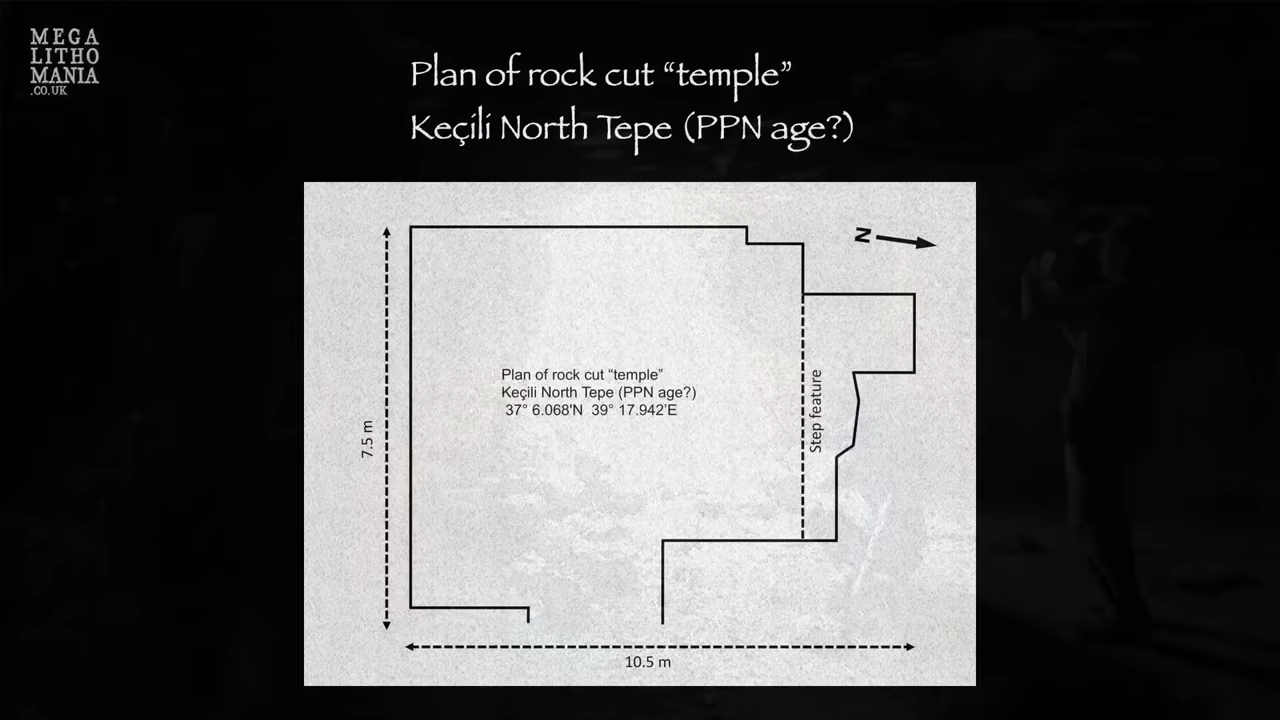 MEGA
LITHO
MANIA
.CO.UK
Plan of rock cut “temple”
Keçili North Tepe (PPN age?)
N
Plan of rock cut “temple”
Keçili North Tepe (PPN age?)
37° 6.068'N 39° 17.942'E
Step feature
7.5 m
10.5 m